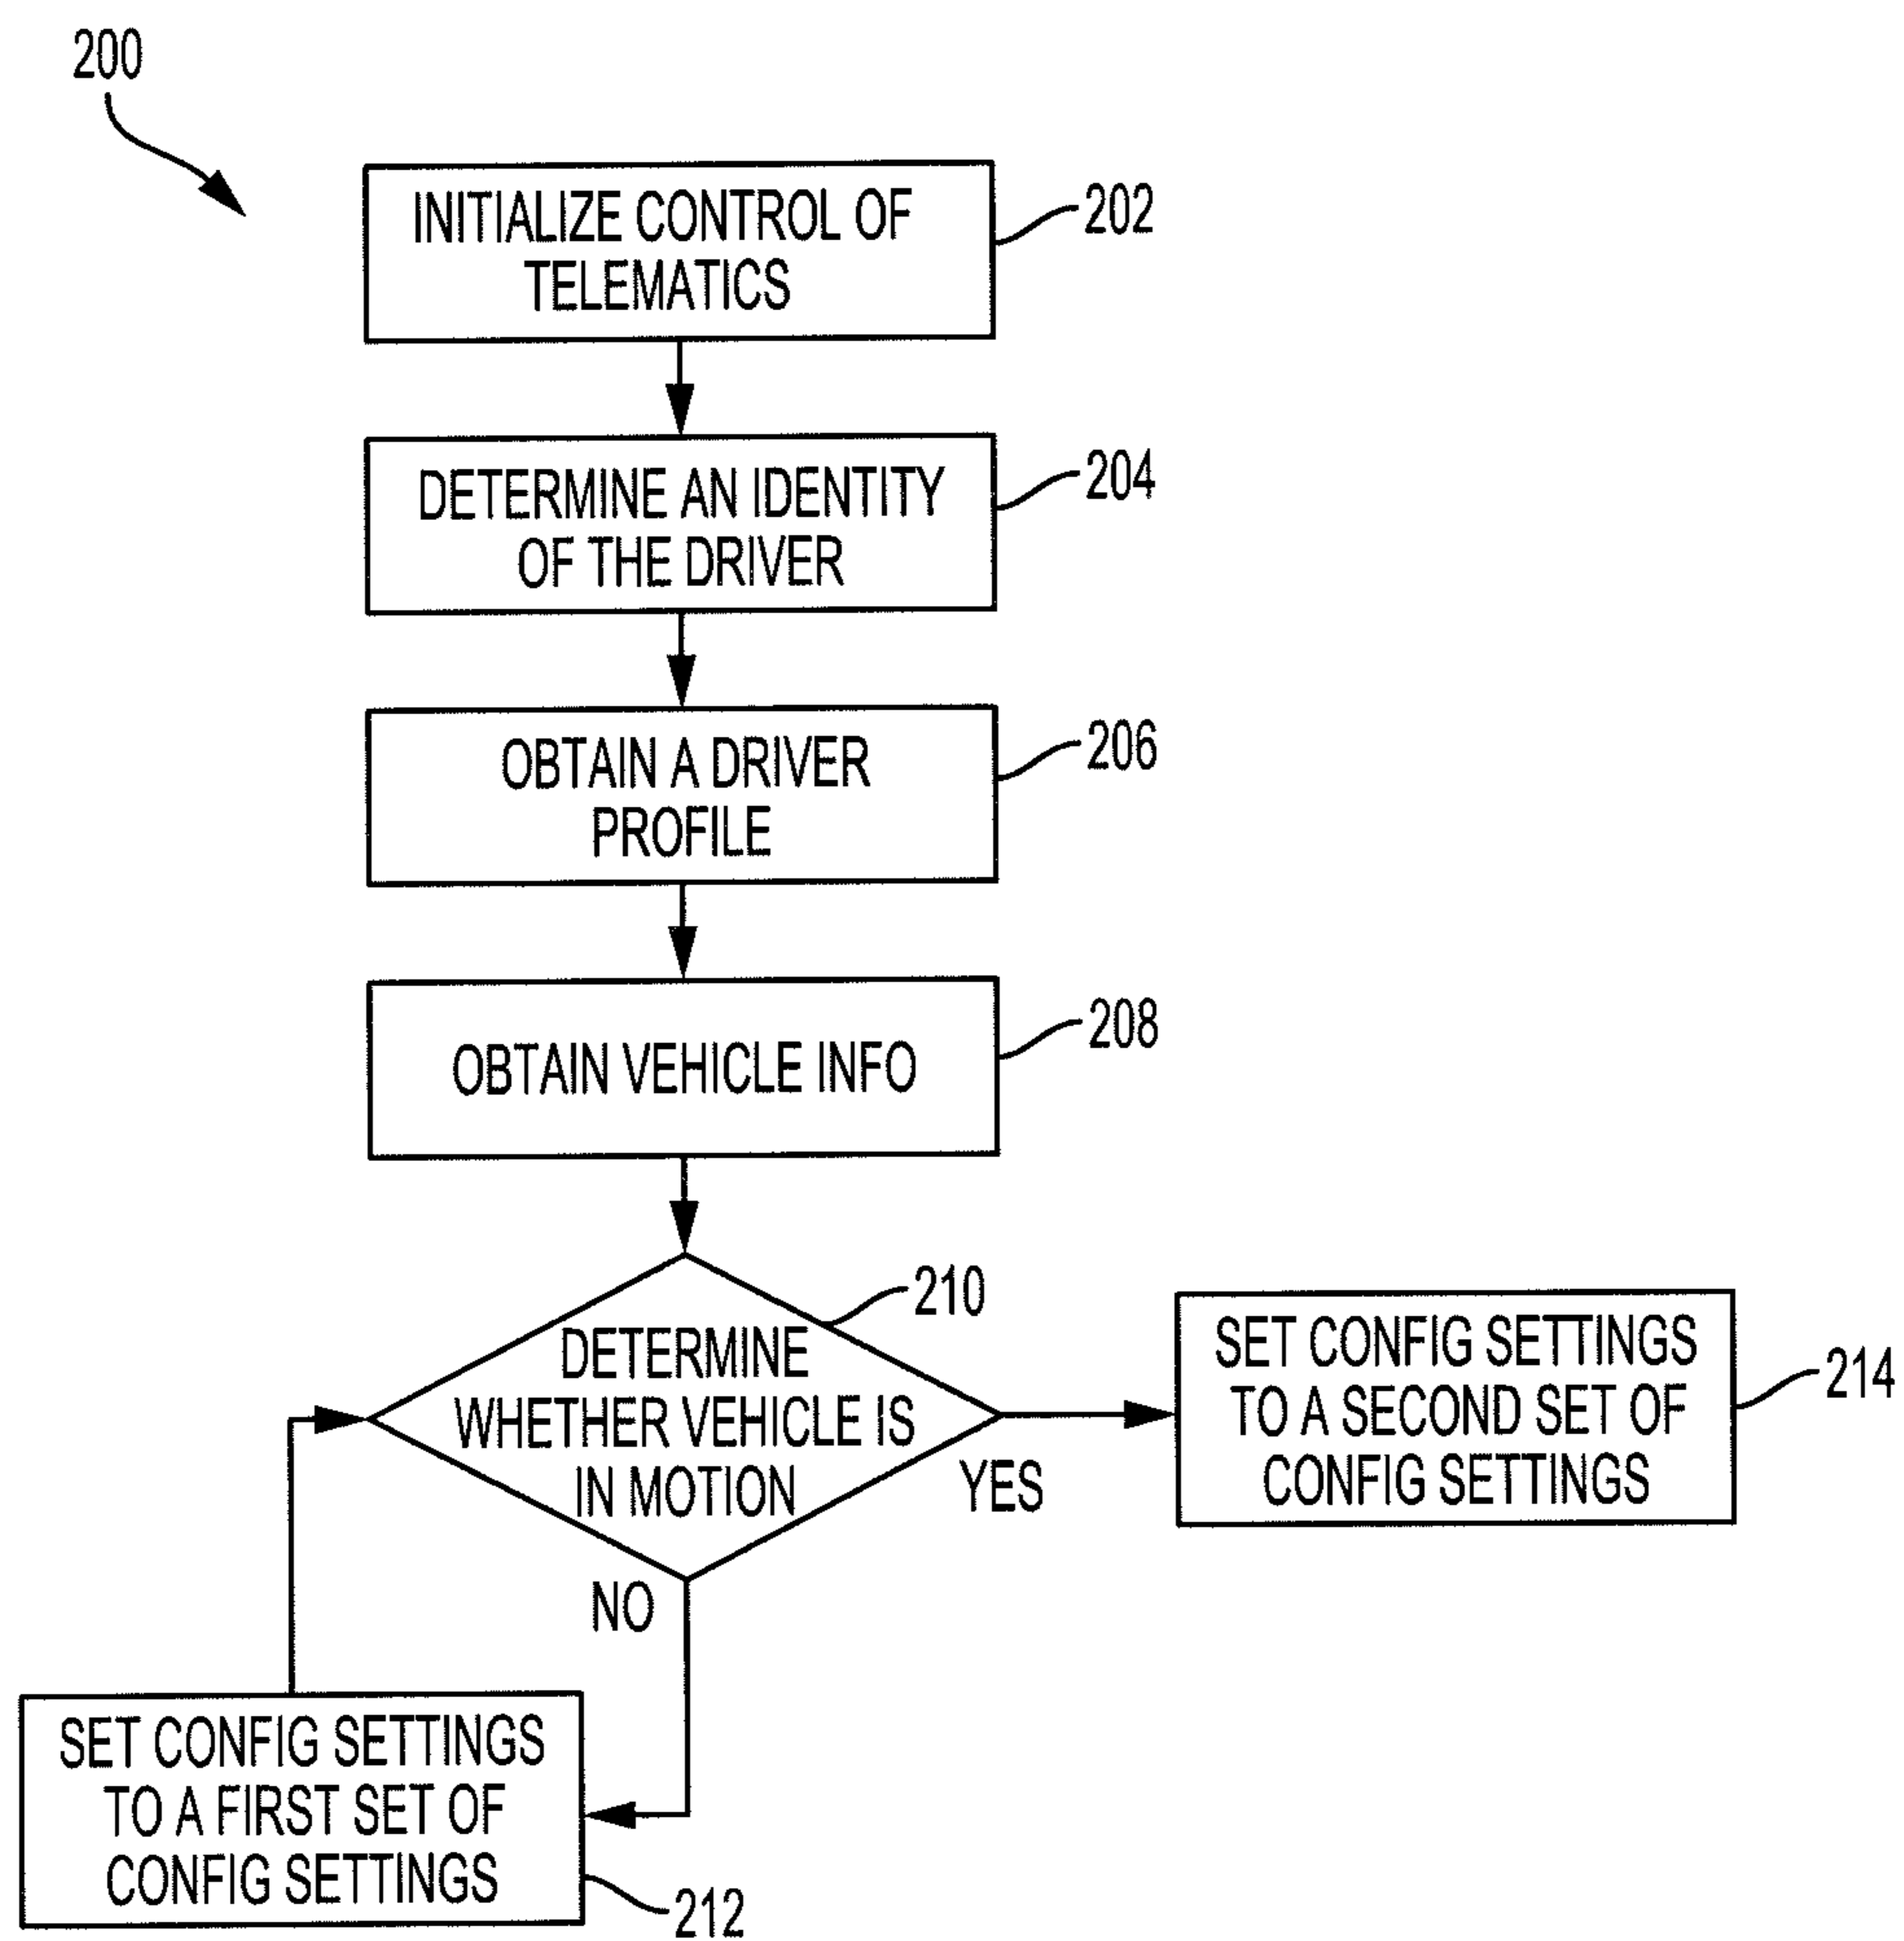 200
INITIALIZE CONTROL OF
TELEMATICS
202
DETERMINE AN IDENTITY
OF THE DRIVER
204
OBTAIN A DRIVER
PROFILE
206
OBTAIN VEHICLE INFO
208
210
DETERMINE
WHETHER VEHICLE IS
IN MOTION
YES
NO
SET CONFIG SETTINGS
TO A SECOND SET OF
CONFIG SETTINGS
214
SET CONFIG SETTINGS
TO A FIRST SET OF
CONFIG SETTINGS
212